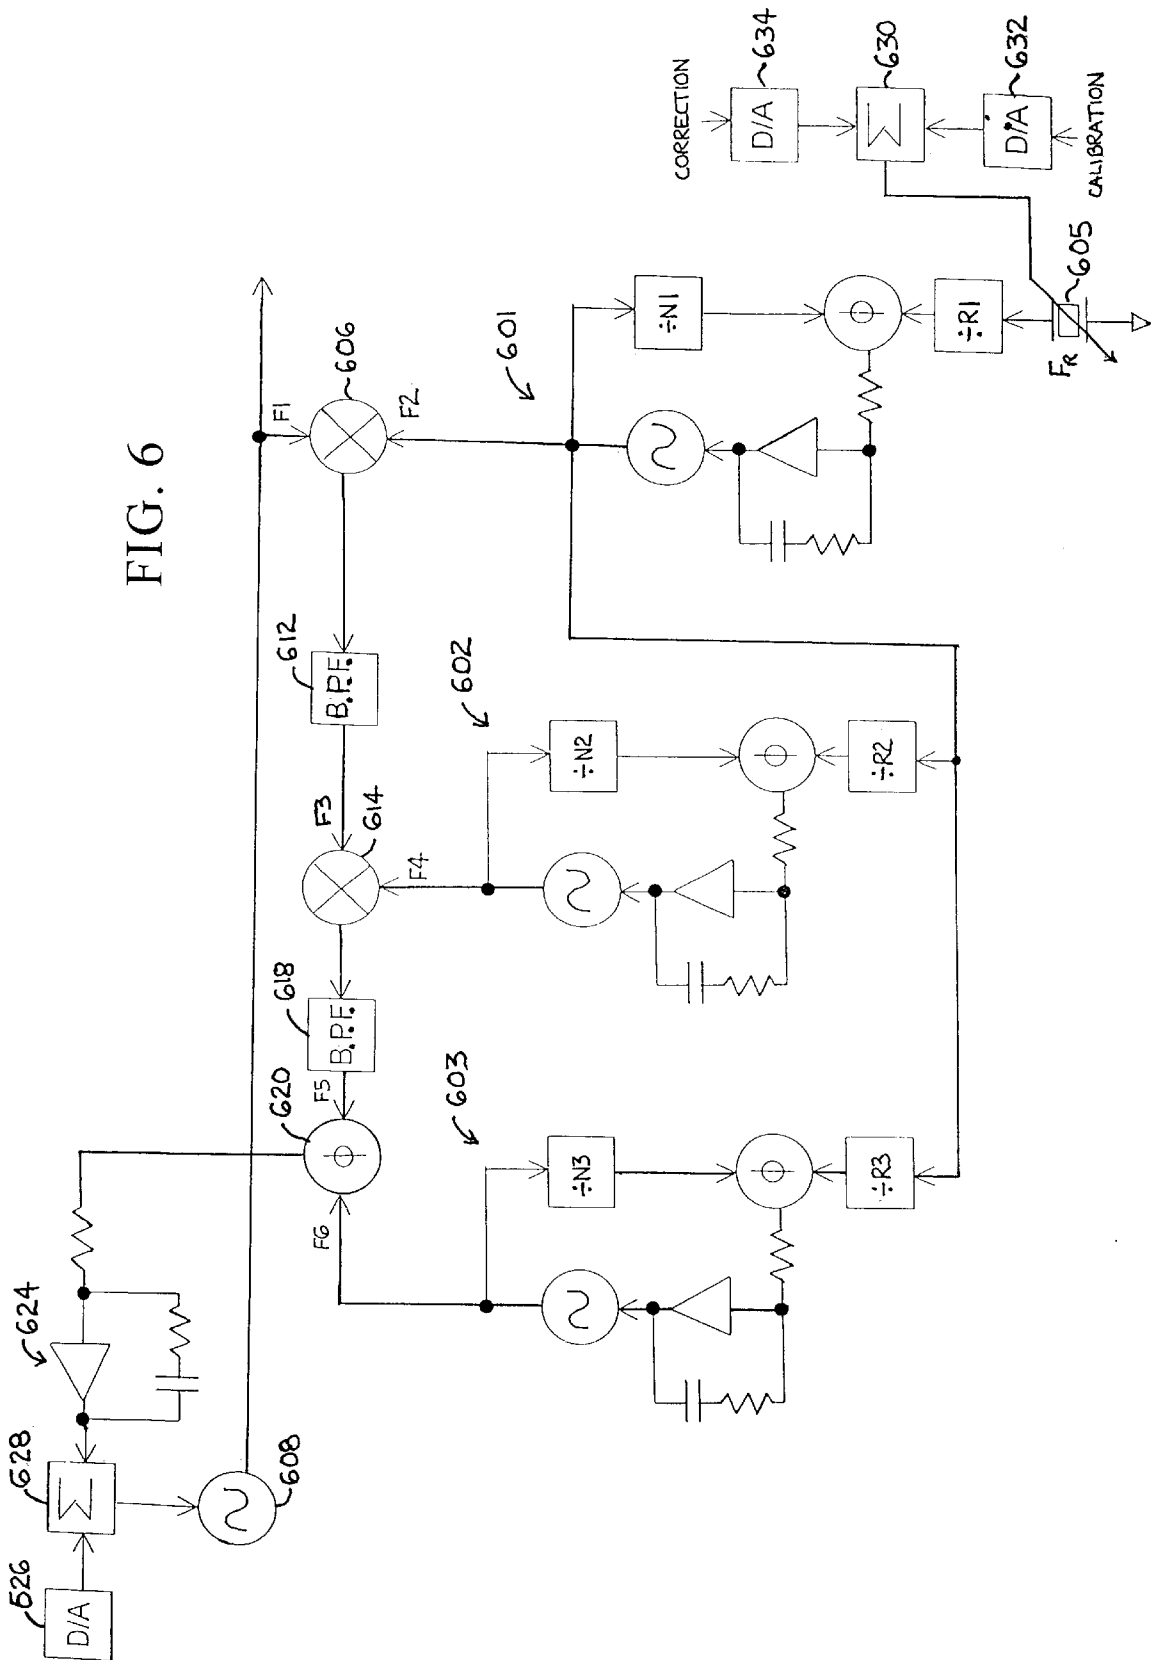 FIG. 6
526
D/A
628
Σ
624
608
620
F5
F6
618
B.P.F.
614
F3
F4
612
B.P.F.
606
F1
F2
603
÷N3
÷R3
602
÷N2
÷R2
601
÷N1
÷R1
FR
605
CORRECTION
D/A
634
Σ
630
D/A
632
CALIBRATION